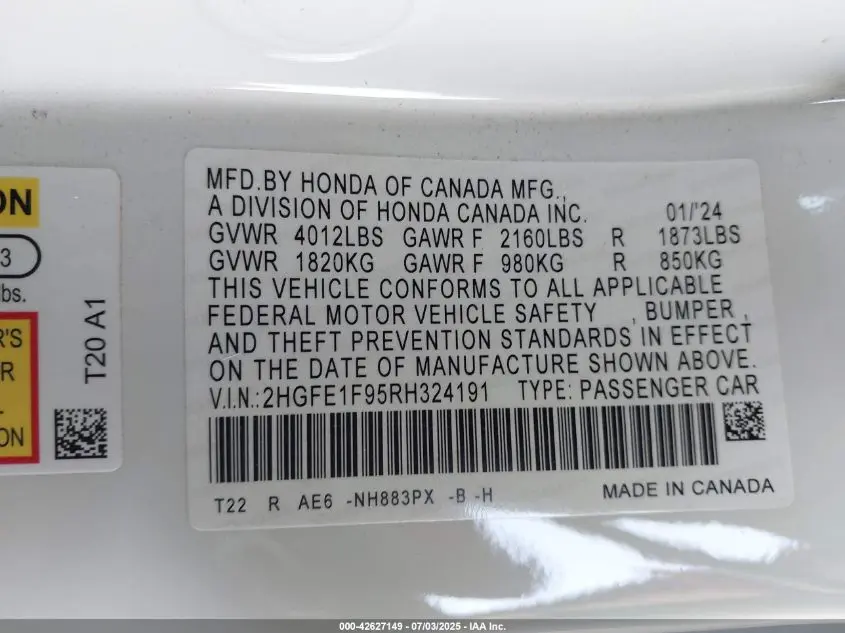 MFD.BY HONDA OF CANADA MFG.,
A DIVISION OF HONDA CANADA INC. 01/'24
GVWR 4012LBS GAWR F 2160LBS R 1873LBS
GVWR 1820KG GAWR F 980KG R 850KG
THIS VEHICLE CONFORMS TO ALL APPLICABLE
FEDERAL MOTOR VEHICLE SAFETY , BUMPER ,
AND THEFT PREVENTION STANDARDS IN EFFECT
ON THE DATE OF MANUFACTURE SHOWN ABOVE.
V.I.N.:2HGFE1F95RH324191 TYPE: PASSENGER CAR
T22 R AE6 -NH883PX -B -H MADE IN CANADA
ON
3
lbs.
R'S
R
L-
ON
T20 A1
000-42627149 - 07/03/2025 - IAA Inc.